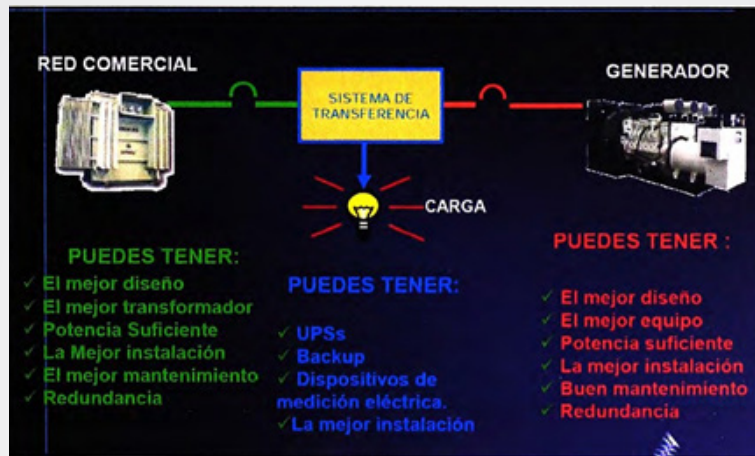 RED COMERCIAL
SISTEMA DE
TRANSFERENCIA
GENERADOR
CARGA
PUEDES TENER:
✓ El mejor diseño
✓ El mejor transformador
✓ Potencia Suficiente
✓ La Mejor instalación
✓ El mejor mantenimiento
✓ Redundancia
PUEDES TENER:
✓ UPSs
✓ Backup
✓ Dispositivos de
medición eléctrica.
✓La mejor instalación
PUEDES TENER :
✓ El mejor diseño
✓ El mejor equipo
✓ Potencia suficiente
✓ La mejor instalación
✓ Buen mantenimiento
✓ Redundancia